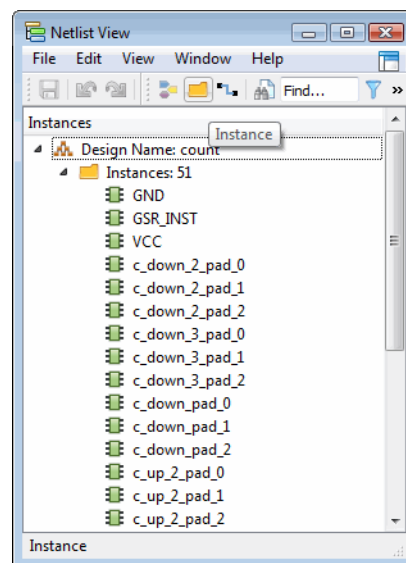 Netlist View
File Edit View Window Help
Find... »
Instances
Instance
Design Name: count
Instances: 51
GND
GSR_INST
VCC
c_down_2_pad_0
c_down_2_pad_1
c_down_2_pad_2
c_down_3_pad_0
c_down_3_pad_1
c_down_3_pad_2
c_down_pad_0
c_down_pad_1
c_down_pad_2
c_up_2_pad_0
c_up_2_pad_1
c_up_2_pad_2
Instance